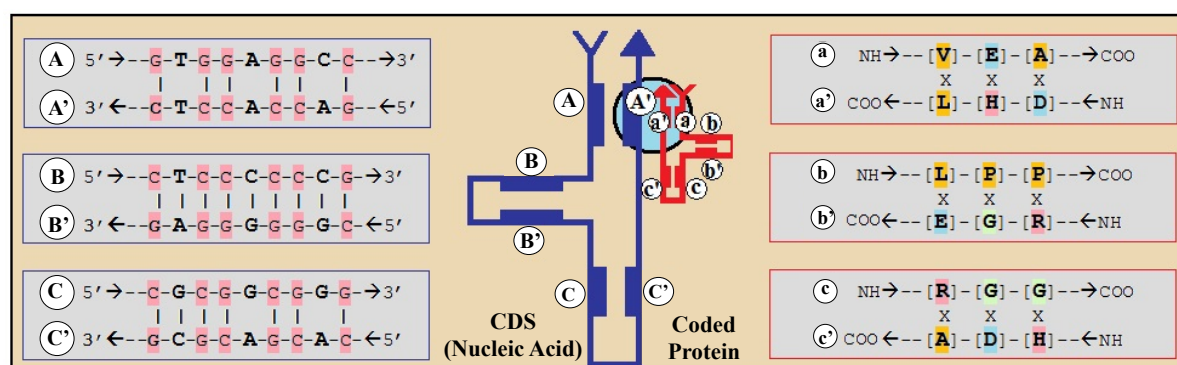 A 5′→--G-T-G-G-A-G-G-C-C--→3′
A' 3′←--C-T-C-C-A-C-C-A-G--←5′
B 5′→--C-T-C-C-C-C-C-C-G--→3′
B' 3′←--G-A-G-G-G-G-G-G-C--←5′
C 5′→--C-G-C-G-G-C-G-G-G--→3′
C' 3′←--G-C-G-C-A-G-C-A-C--←5′
A
A'
a'
a
b
B
b'
c'
c
B'
C
C'
CDS
(Nucleic Acid)
Coded
Protein
a NH→--[V]-[E]-[A]--→COO
x x x
a' COO←--[L]-[H]-[D]--←NH
b NH→--[L]-[P]-[P]--→COO
X X X
b' COO←--[E]-[G]-[R]--←NH
c NH→--[R]-[G]-[G]--→COO
X X X
c' COO←--[A]-[D]-[H]--←NH